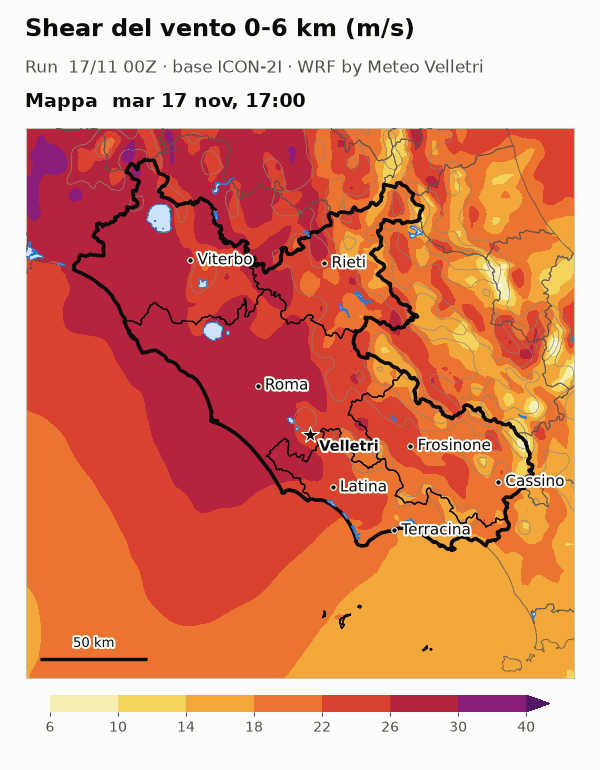 Shear del vento 0-6 km (m/s)
Run  17/11 00Z · base ICON-2I · WRF by Meteo Velletri
Mappa  mar 17 nov, 17:00
Viterbo
Rieti
Roma
Velletri
Frosinone
Latina
Cassino
Terracina
50 km
6 10 14 18 22 26 30 40